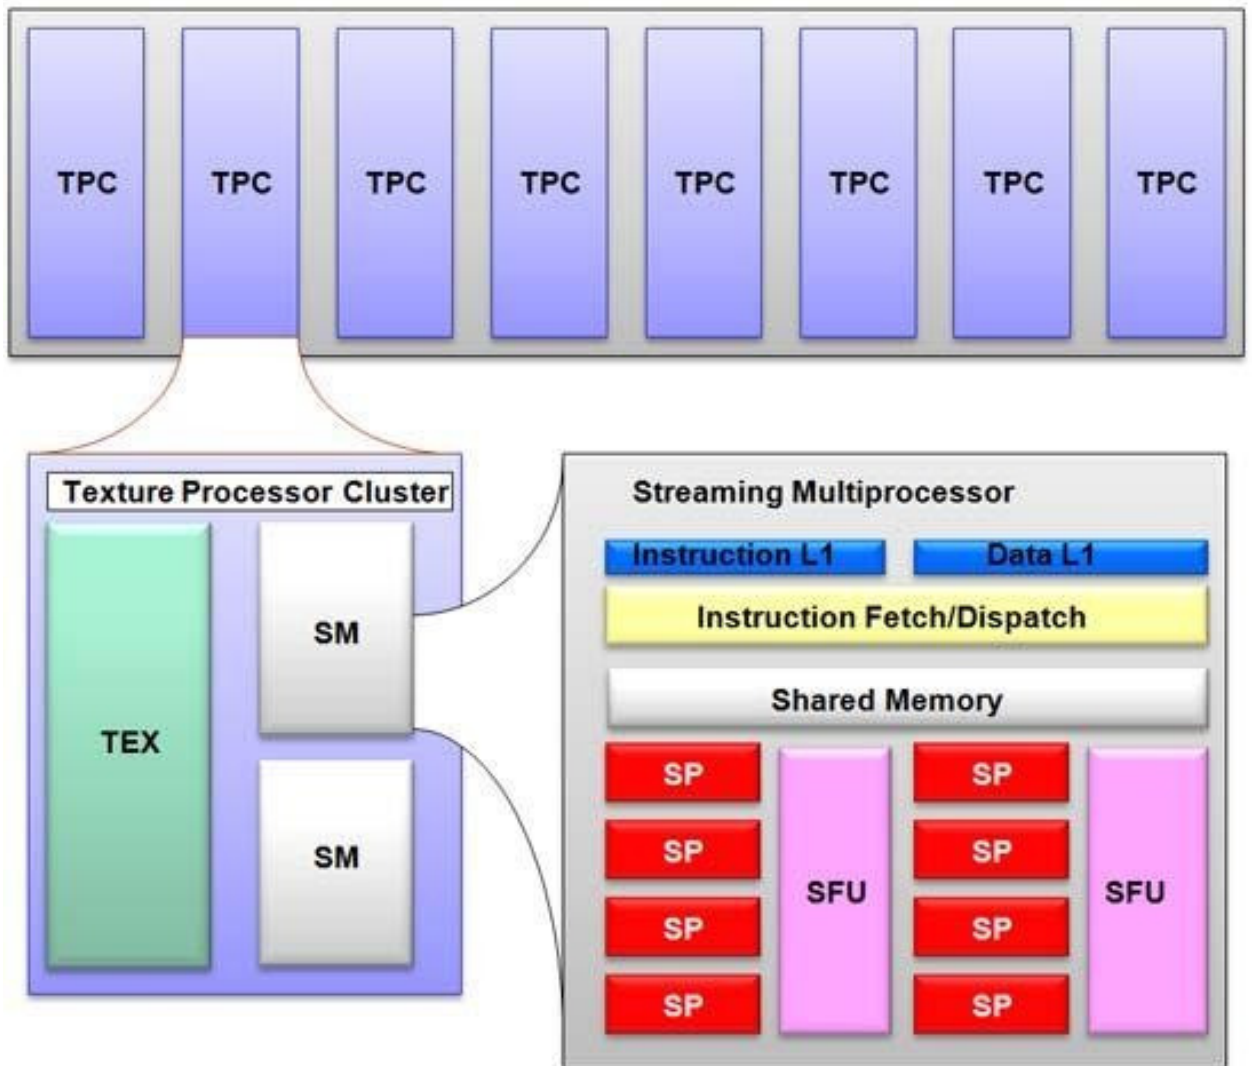 TPC TPC TPC TPC TPC TPC TPC TPC
Texture Processor Cluster
TEX
SM
SM
Streaming Multiprocessor
Instruction L1 Data L1
Instruction Fetch/Dispatch
Shared Memory
SP SP
SP SP
SFU SFU
SP SP
SP SP